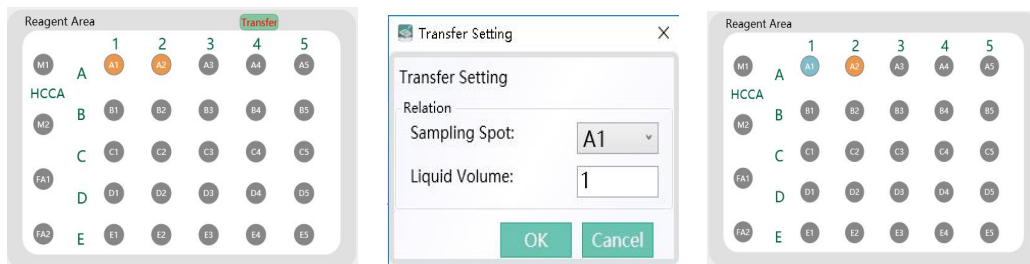 Reagent Area Transfer
1 2 3 4 5
M1 A A1 A2 A3 A4 A5
HCCA
M2 B B1 B2 B3 B4 B5
C C1 C2 C3 C4 C5
FA1
D D1 D2 D3 D4 D5
FA2 E E1 E2 E3 E4 E5
Transfer Setting X
Transfer Setting
Relation
Sampling Spot: A1
Liquid Volume: 1
OK Cancel
Reagent Area
1 2 3 4 5
M1 A A1 A2 A3 A4 A5
HCCA
M2 B B1 B2 B3 B4 B5
C C1 C2 C3 C4 C5
FA1
D D1 D2 D3 D4 D5
FA2 E E1 E2 E3 E4 E5